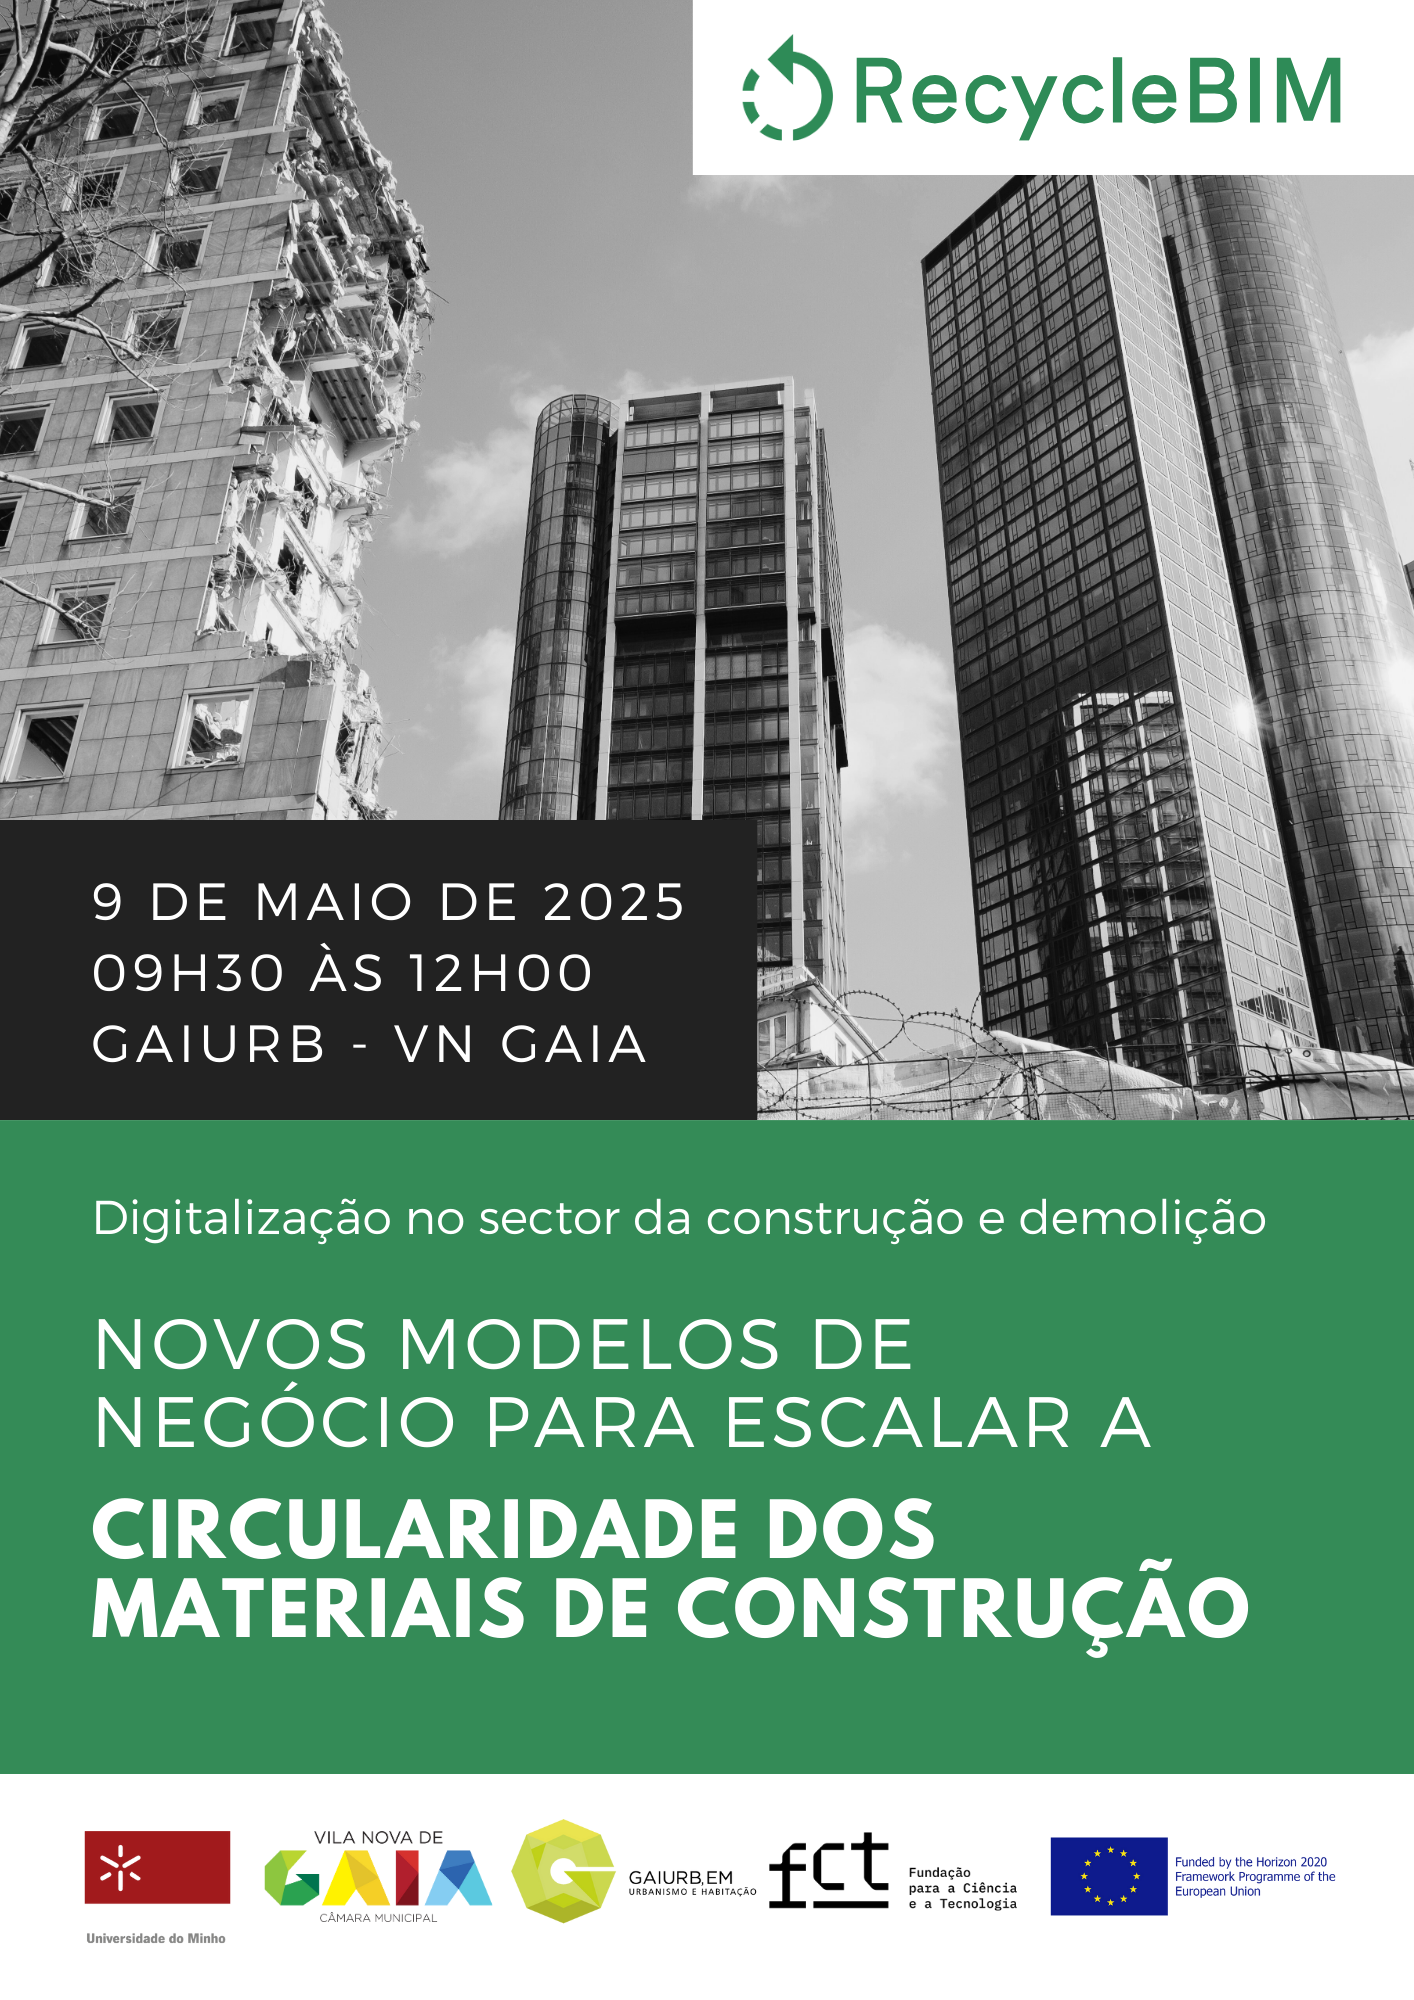 RecycleBIM
9 DE MAIO DE 2025
09H30 ÀS 12H00
GAIURB - VN GAIA
Digitalização no sector da construção e demolição
NOVOS MODELOS DE
NEGÓCIO PARA ESCALAR A
CIRCULARIDADE DOS
MATERIAIS DE CONSTRUÇÃO
Universidade do Minho
VILA NOVA DE
GAIA
CÂMARA MUNICIPAL
GAIURB, EM
URBANISMO E HABITAÇÃO
fct
Fundação
para a Ciência
e a Tecnologia
Funded by the Horizon 2020
Framework Programme of the
European Union